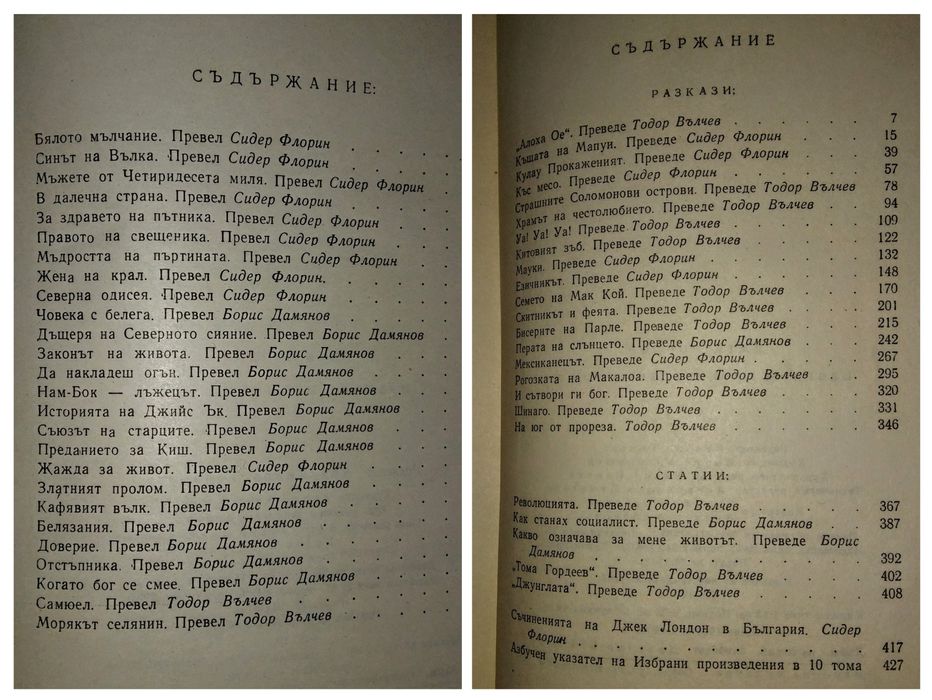 СЪДЪРЖАНИЕ:
Бялото мълчание. Превел Сидер Флорин . . . .
Синът на Вълка. Превел Сидер Флорин . . . .
Мъжете от Четиридесета миля. Превел Сидер Флорин .
В далечна страна. Превел Сидер Флорин . . . .
За здравето на пътника. Превел Сидер Флорин . . .
Правото на свещеника. Превел Сидер Флорин . . .
Мъдростта на пъртината. Превел Сидер Флорин . .
Жена на крал. Превел Сидер Флорин. . . . .
Северна одисея. Превел Сидер Флорин . . . .
Човека с белега. Превел Борис Дамянов . . . .
Дъщеря на Северното сияние. Превел Борис Дамянов .
Законът на живота. Превел Борис Дамянов . . .
Да накладеш огън. Превел Борис Дамянов . . . .
Нам-Бок — лъжецът. Превел Борис Дамянов . . .
Историята на Джийс Ък. Превел Борис Дамянов . .
Съюзът на старците. Превел Борис Дамянов . . .
Преданието за Киш. Превел Борис Дамянов . . .
Жажда за живот. Превел Сидер Флорин . . . .
Златният пролом. Превел Борис Дамянов . . . .
Кафявият вълк. Превел Борис Дамянов . . . .
Белязания. Превел Борис Дамянов . . . . .
Доверие. Превел Борис Дамянов . . . . . .
Отстъпника. Превел Борис Дамянов . . . . .
Когато бог се смее. Превел Борис Дамянов . . . .
Самюел. Превел Тодор Вълчев . . . . . .
Морякът селянин. Превел Тодор Вълчев . . . .
СЪДЪРЖАНИЕ
РАЗКАЗИ:
„Алоха Ое“. Преведе Тодор Вълчев . . . . . 7
Къщата на Мапуи. Преведе Сидер Флорин . . . 15
Кулау Прокаженият. Преведе Сидер Флорин . . . 39
Къс месо. Преведе Сидер Флорин . . . . . 57
Страшните Соломонови острови. Преведе Тодор Вълчев 78
Храмът на честолюбието. Преведе Тодор Вълчев . . 94
Уа! Уа! Уа! Преведе Тодор Вълчев . . . . . 109
Китовият зъб. Преведе Тодор Вълчев . . . . 122
Мауки. Преведе Сидер Флорин . . . . . . 132
Езичникът. Преведе Сидер Флорин . . . . . 148
Семето на Мак Кой. Преведе Тодор Вълчев . . . 170
Скитникът и феята. Преведе Тодор Вълчев . . . 201
Бисерите на Парле. Преведе Тодор Вълчев . . . 215
Перата на слънцето. Преведе Борис Дамянов . . . 242
Мексиканецът. Преведе Сидер Флорин . . . . 267
Рогозката на Макалоа. Преведе Тодор Вълчев . . 295
И сътвори ги бог. Преведе Тодор Вълчев . . . 320
Шинаго. Преведе Тодор Вълчев . . . . . . 331
На юг от прореза. Тодор Вълчев . . . . . 346
СТАТИИ:
Революцията. Преведе Тодор Вълчев . . . . 367
Как станах социалист. Преведе Борис Дамянов . . 387
Какво означава за мене животът. Преведе Борис
Дамянов . . . . . . . . . . . 392
„Тома Гордеев“. Преведе Тодор Вълчев . . . 402
„Джунглата“. Преведе Тодор Вълчев . . . . 408
Съчиненията на Джек Лондон в България. Сидер
Флорин . . . . . . . . . . . 417
Азбучен указател на Избрани произведения в 10 тома 427